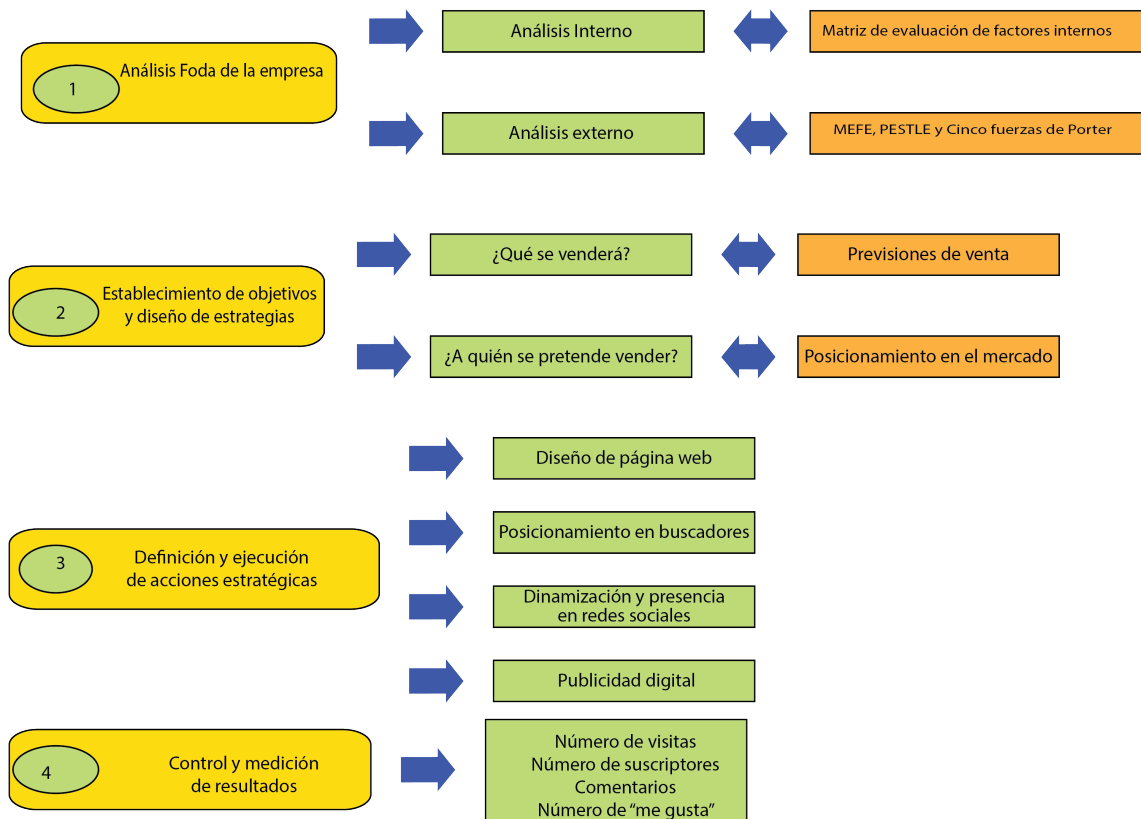 1
Análisis Foda de la empresa
Análisis Interno
Matriz de evaluación de factores internos
Análisis externo
MEFE, PESTLE y Cinco fuerzas de Porter
2
Establecimiento de objetivos
y diseño de estrategias
¿Qué se venderá?
Previsiones de venta
¿A quién se pretende vender?
Posicionamiento en el mercado
3
Definición y ejecución
de acciones estratégicas
Diseño de página web
Posicionamiento en buscadores
Dinamización y presencia
en redes sociales
Publicidad digital
4
Control y medición
de resultados
Número de visitas
Número de suscriptores
Comentarios
Número de “me gusta”